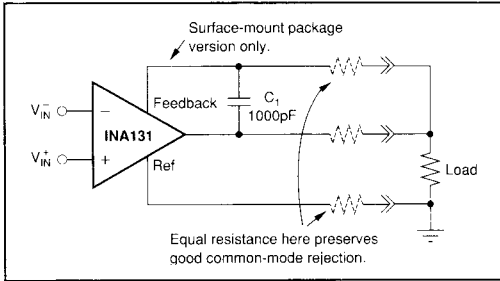 Surface-mount package
version only.
Feedback
C₁
1000pF
V⁻IN
−
INA131
V⁺IN
+
Ref
Load
Equal resistance here preserves
good common-mode rejection.